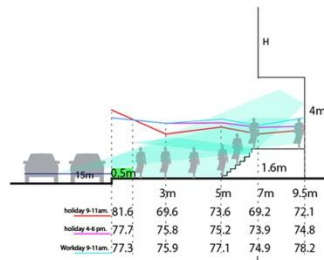 H
4m
15m
0.5m
1.6m
3m 5m 7m 9.5m
holiday 9-11am. 81.6 69.6 73.6 69.2 72.1
holiday 4-6 pm. 77.7 75.8 75.2 73.9 74.8
Workday 9-11am. 77.3 75.9 77.1 74.9 78.2